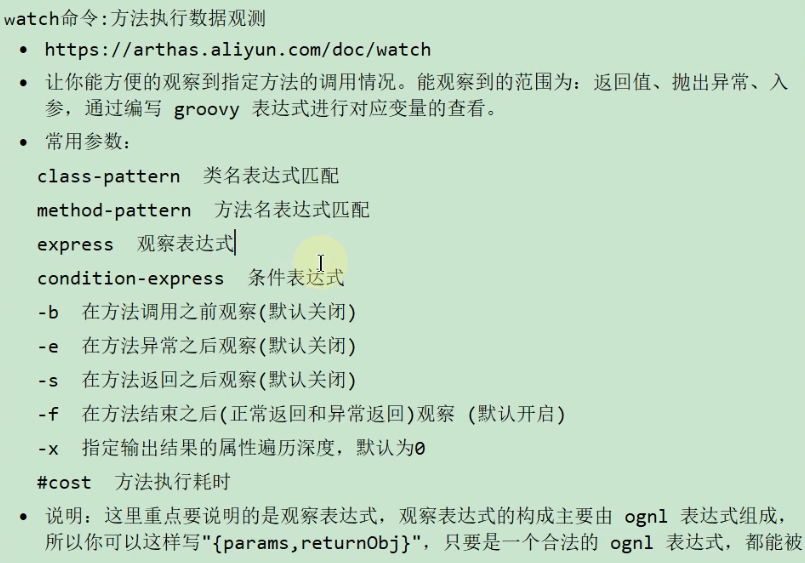 watch命令:方法执行数据观测
• https://arthas.aliyun.com/doc/watch
• 让你能方便的观察到指定方法的调用情况。能观察到的范围为：返回值、抛出异常、入
参，通过编写 groovy 表达式进行对应变量的查看。
• 常用参数：
class-pattern 类名表达式匹配
method-pattern 方法名表达式匹配
express 观察表达式
condition-express 条件表达式
-b 在方法调用之前观察(默认关闭)
-e 在方法异常之后观察(默认关闭)
-s 在方法返回之后观察(默认关闭)
-f 在方法结束之后(正常返回和异常返回)观察 (默认开启)
-x 指定输出结果的属性遍历深度，默认为0
#cost 方法执行耗时
• 说明：这里重点要说明的是观察表达式，观察表达式的构成主要由 ognl 表达式组成，
所以你可以这样写"{params,returnObj}"，只要是一个合法的 ognl 表达式，都能被